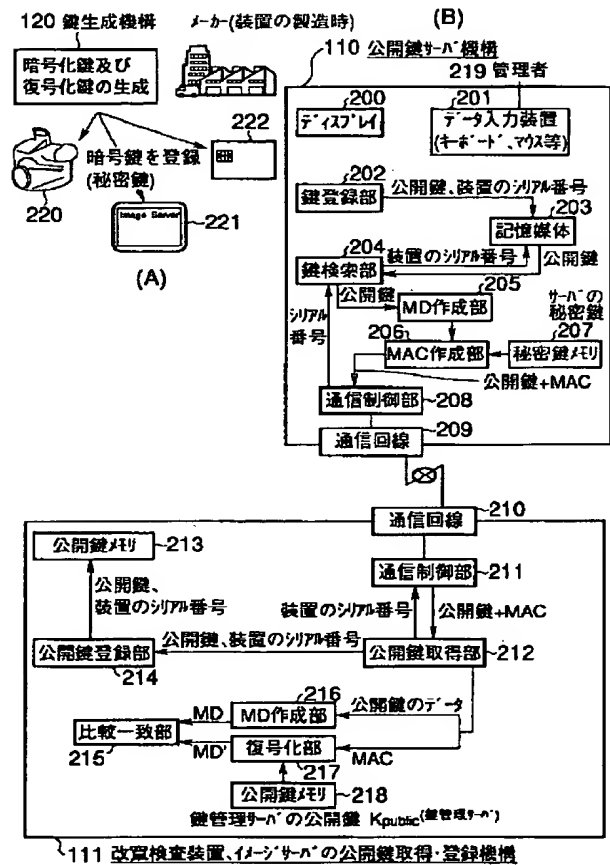 120 鍵生成機構
暗号化鍵及び
復号化鍵の生成
メーカー(装置の製造時)
暗号鍵を登録
(秘密鍵)
220
222
Image Server
221
(A)
(B)
110 公開鍵サーバ機構
219 管理者
200
ディスプレイ
201
データ入力装置
(キーボード、マウス等)
202
鍵登録部
公開鍵、装置のシリアル番号
203
記憶媒体
204
鍵検索部
装置のシリアル番号
公開鍵
公開鍵
205
MD作成部
シリアル
番号
206
MAC作成部
サーバの
秘密鍵
207
秘密鍵メモリ
公開鍵+MAC
通信制御部
208
209
通信回線
210
通信回線
公開鍵メモリ
213
通信制御部
211
公開鍵、
装置のシリアル番号
装置のシリアル番号
公開鍵+MAC
公開鍵登録部
214
公開鍵、装置のシリアル番号
公開鍵取得部
212
216
MD作成部
公開鍵のデータ
MD
比較一致部
215
MD'
復号化部
217
MAC
公開鍵メモリ
218
鍵管理サーバの公開鍵 Kpublic(鍵管理サーバ)
111 改竄検査装置、イメージサーバの公開鍵取得・登録機構